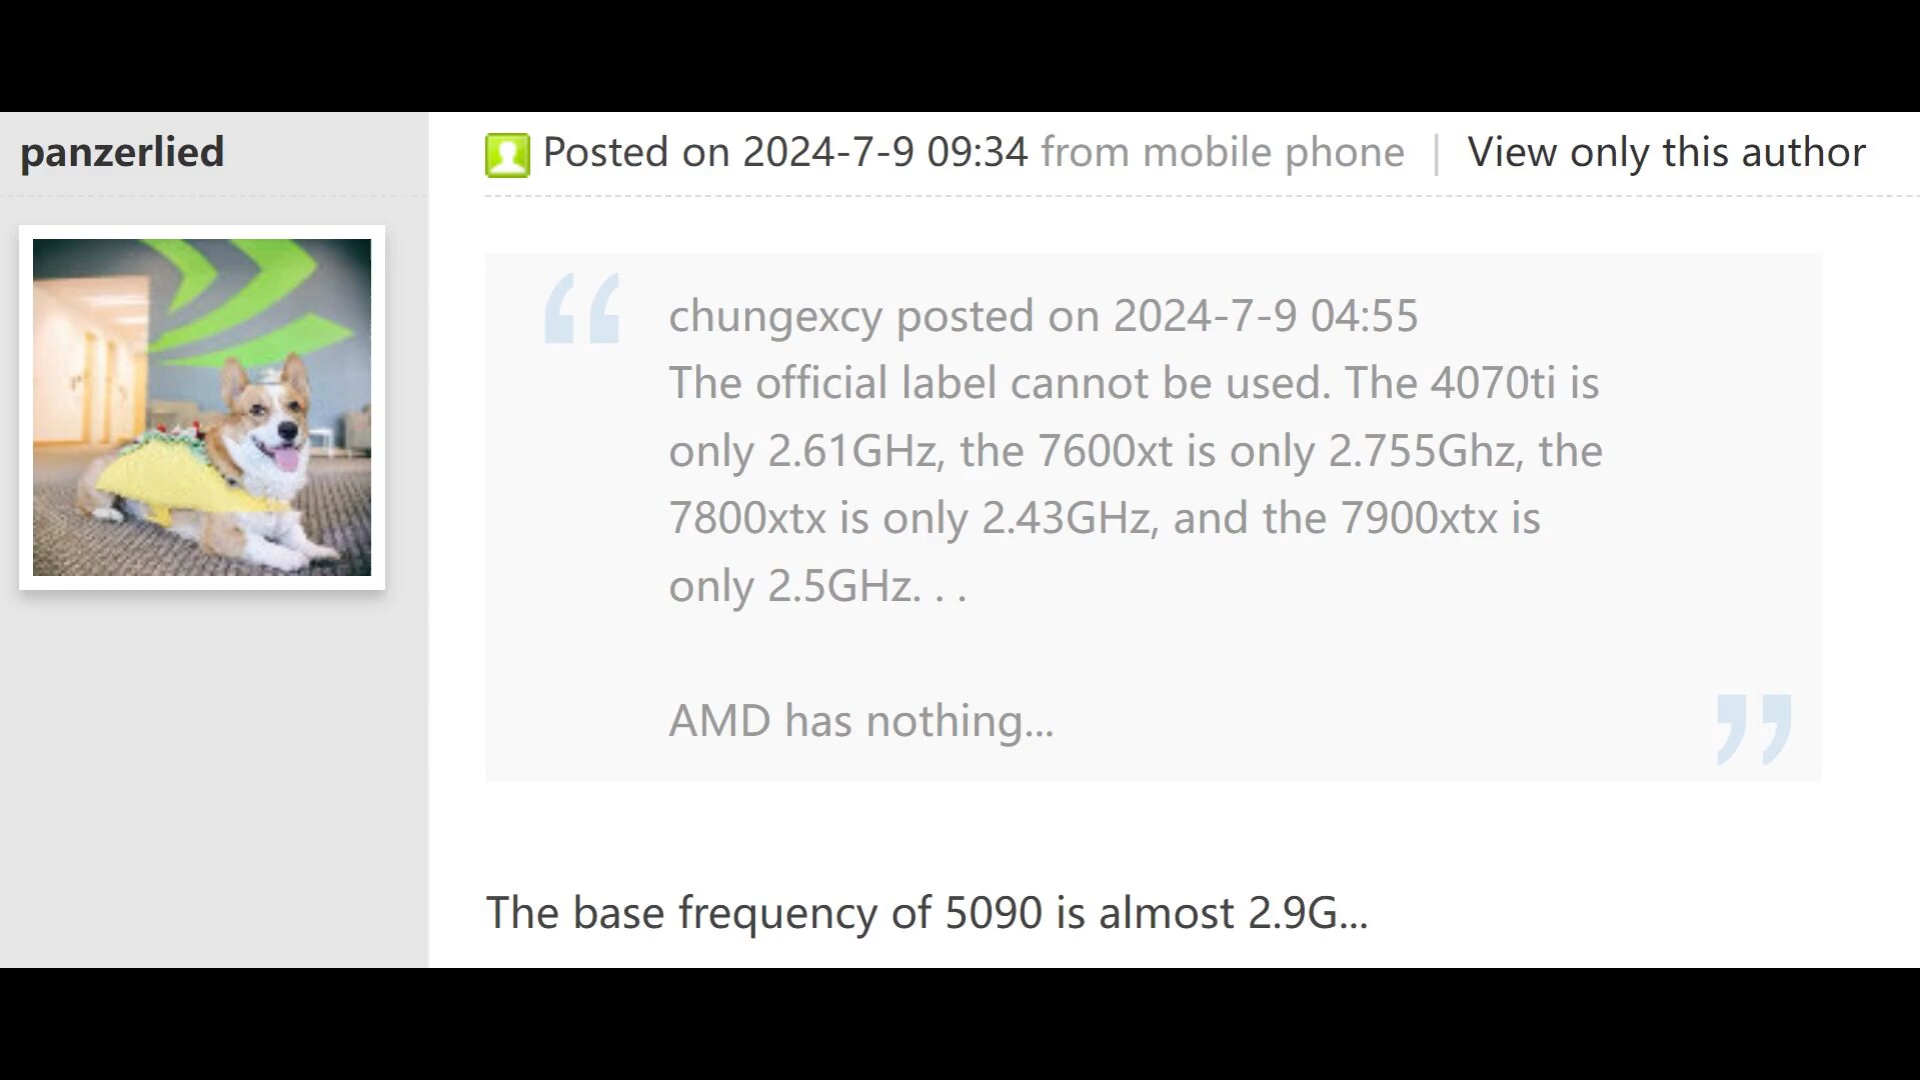 panzerlied
Posted on 2024-7-9 09:34 from mobile phone | View only this author
chungexcy posted on 2024-7-9 04:55
The official label cannot be used. The 4070ti is
only 2.61GHz, the 7600xt is only 2.755Ghz, the
7800xtx is only 2.43GHz, and the 7900xtx is
only 2.5GHz. . .
AMD has nothing...
The base frequency of 5090 is almost 2.9G...